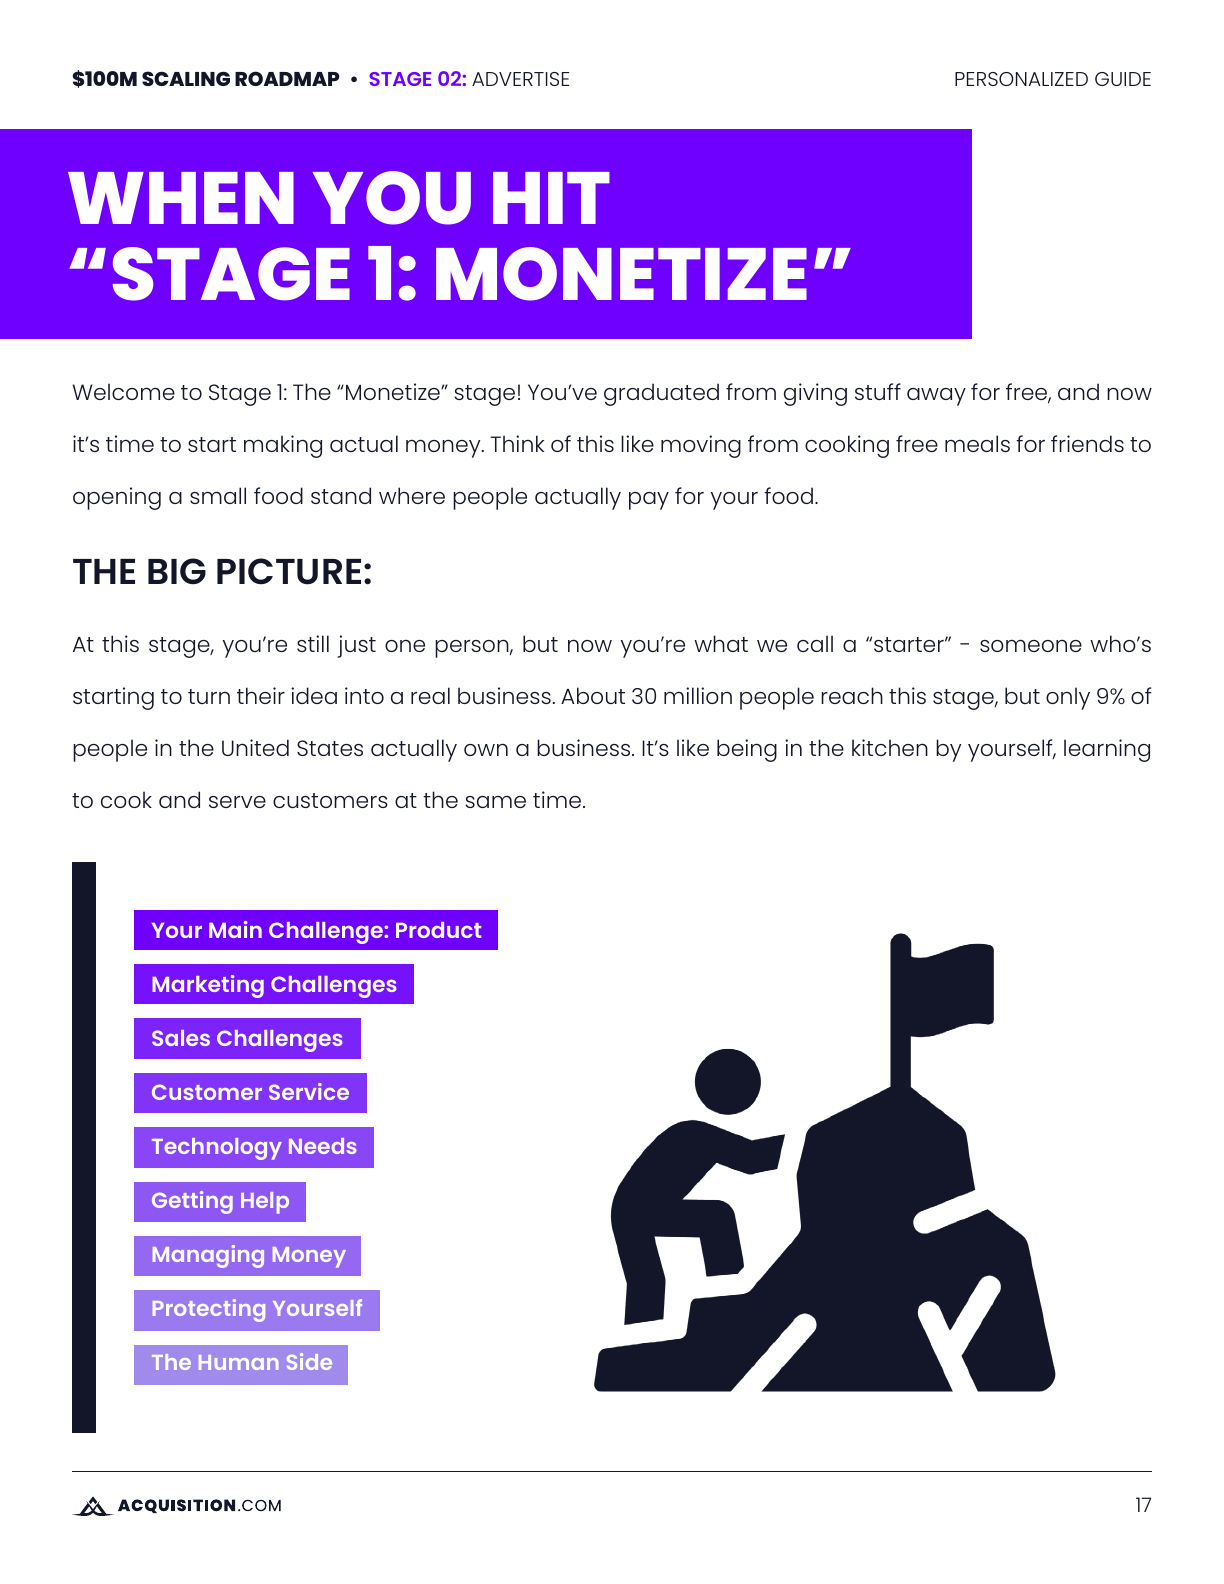 $100M SCALING ROADMAP • STAGE 02: ADVERTISE
PERSONALIZED GUIDE
WHEN YOU HIT
“STAGE 1: MONETIZE”
Welcome to Stage 1: The “Monetize” stage! You’ve graduated from giving stuff away for free, and now
it’s time to start making actual money. Think of this like moving from cooking free meals for friends to
opening a small food stand where people actually pay for your food.
THE BIG PICTURE:
At this stage, you’re still just one person, but now you’re what we call a “starter” - someone who’s
starting to turn their idea into a real business. About 30 million people reach this stage, but only 9% of
people in the United States actually own a business. It’s like being in the kitchen by yourself, learning
to cook and serve customers at the same time.
Your Main Challenge: Product
Marketing Challenges
Sales Challenges
Customer Service
Technology Needs
Getting Help
Managing Money
Protecting Yourself
The Human Side
ACQUISITION.COM
17